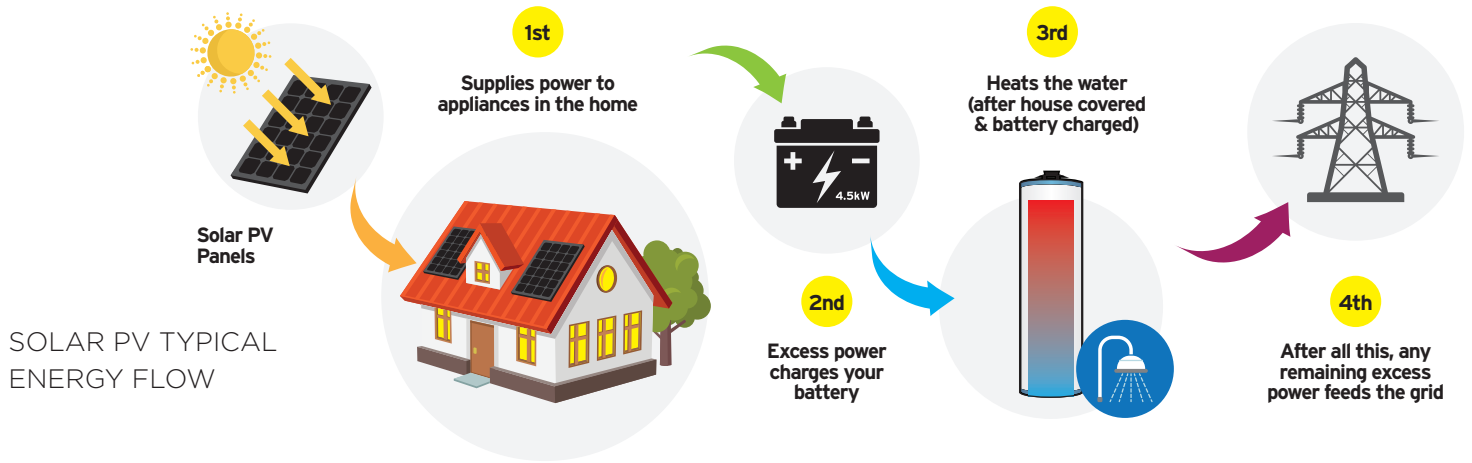 1st
Supplies power to
appliances in the home
3rd
Heats the water
(after house covered
& battery charged)
+ −
4.5kW
Solar PV
Panels
2nd
Excess power
charges your
battery
4th
After all this, any
remaining excess
power feeds the grid
SOLAR PV TYPICAL
ENERGY FLOW